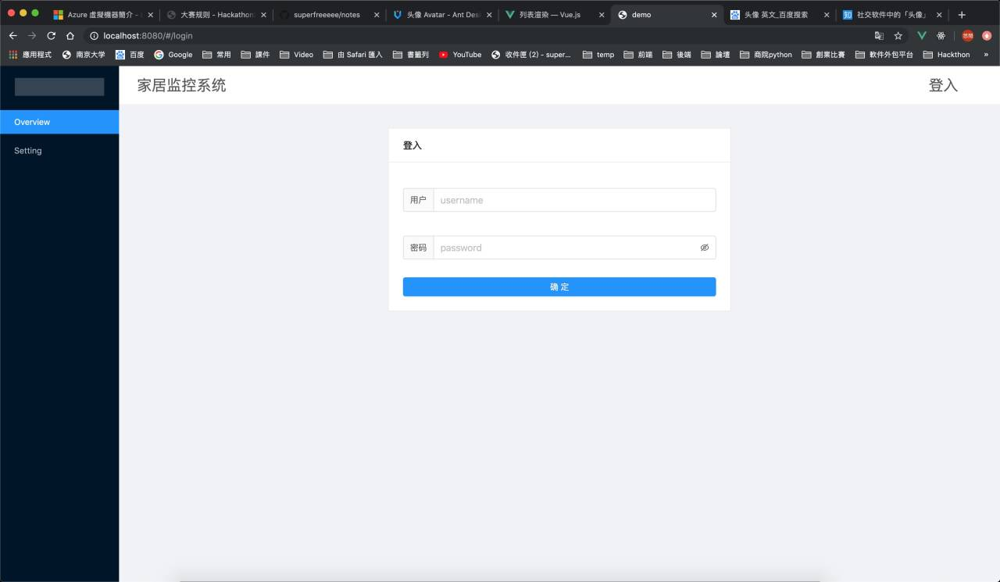 Azure 虛擬機器簡介 -
大赛规则 - Hackathon
superfreeeee/notes
头像 Avatar - Ant Desi
列表渲染 — Vue.js
demo
头像 英文_百度搜索
社交软件中的「头像」
localhost:8080/#/login
應用程式
南京大学
百度
Google
常用
課件
Video
由 Safari 匯入
書籤列
YouTube
收件匣 (2) - super...
temp
前端
後端
論壇
商院python
創業比賽
軟件外包平台
Hackthon
»
家居监控系统
登入
Overview
Setting
登入
用户
username
密码
password
确 定